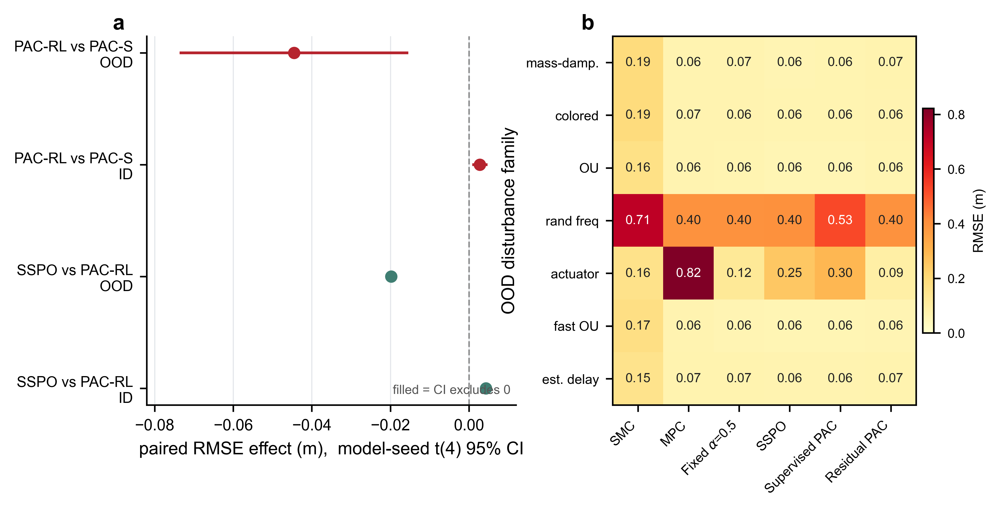 a
PAC-RL vs PAC-S
OOD
PAC-RL vs PAC-S
ID
SSPO vs PAC-RL
OOD
SSPO vs PAC-RL
ID
filled = CI excludes 0
−0.08 −0.06 −0.04 −0.02 0.00
paired RMSE effect (m), model-seed t(4) 95% CI
b
OOD disturbance family
mass-damp. 0.19 0.06 0.07 0.06 0.06 0.07
colored 0.19 0.07 0.06 0.06 0.06 0.06
OU 0.16 0.06 0.06 0.06 0.06 0.06
rand freq 0.71 0.40 0.40 0.40 0.53 0.40
actuator 0.16 0.82 0.12 0.25 0.30 0.09
fast OU 0.17 0.06 0.06 0.06 0.06 0.06
est. delay 0.15 0.07 0.07 0.06 0.06 0.07
SMC
MPC
Fixed α=0.5
SSPO
Supervised PAC
Residual PAC
0.8
0.6
0.4
0.2
0.0
RMSE (m)